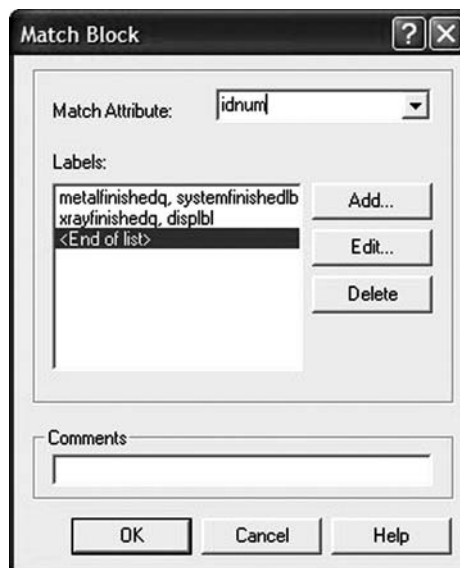 Match Block
Match Attribute: idnum
Labels:
metalfinishedq, systemfinishedlb
xrayfinishedq, displbl
<End of list>
Add...
Edit...
Delete
Comments
OK Cancel Help